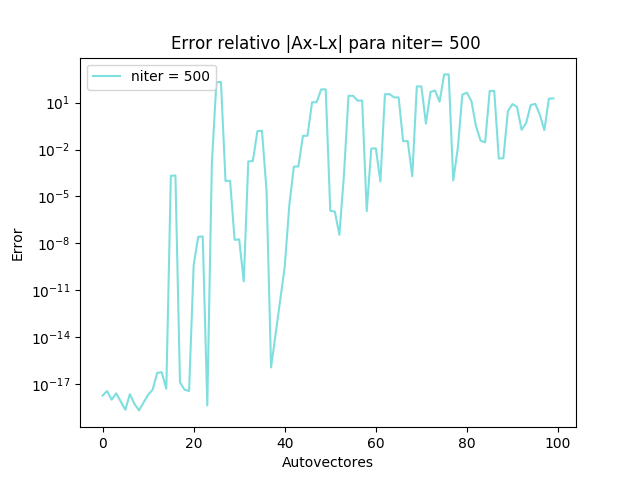 Error relativo |Ax-Lx| para niter= 500
niter = 500
10^1
10^-2
10^-5
10^-8
10^-11
10^-14
10^-17
Error
0 20 40 60 80 100
Autovectores